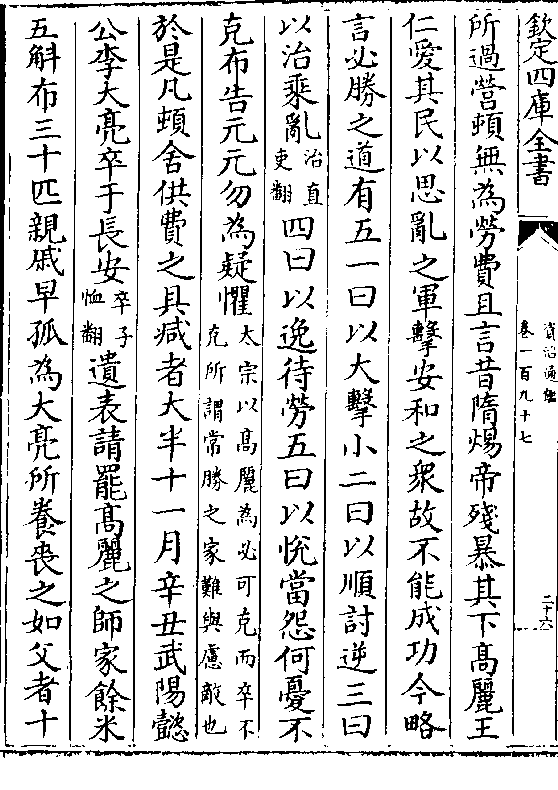 欽定四庫全書
資治通鑑
卷一百九十七
二十六
所過營頓無為勞費且言昔隋煬帝殘暴其下髙麗王
仁愛其民以思亂之軍擊安和之衆故不能成功今略
言必勝之道有五一曰以大擊小二曰以順討逆三曰
以治乘亂治直吏翻四曰以逸待勞五曰以悅當怨何憂不
克布告元元勿為疑懼太宗以髙麗為必可克而卒不克所謂常勝之家難與慮敵也
於是凡頓舍供費之具減者大半十一月辛丑武陽懿
公李大亮卒于長安卒子恤翻遺表請罷髙麗之師家餘米
五斛布三十匹親戚早孤為大亮所養喪之如父者十